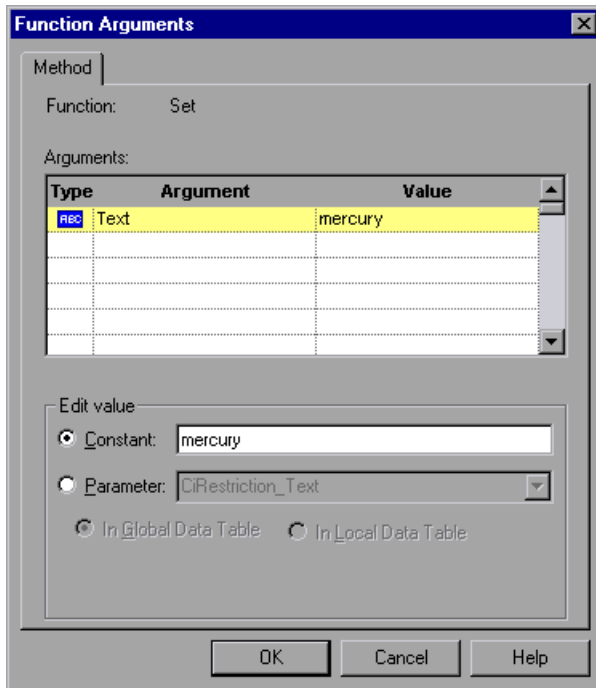 Function Arguments
Method
Function: Set
Arguments:
Type Argument Value
ABC Text mercury
Edit value
Constant: mercury
Parameter: CiRestriction_Text
In Global Data Table In Local Data Table
OK Cancel Help